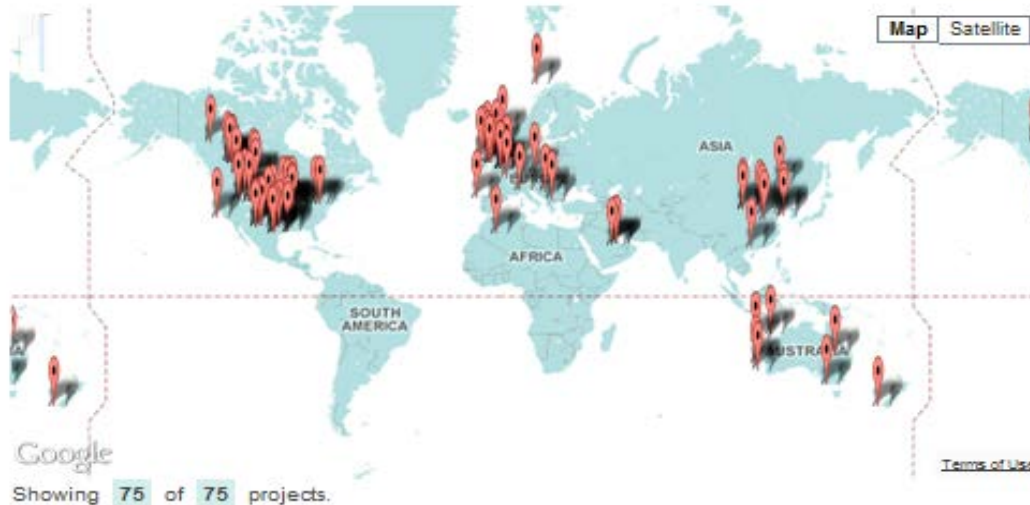 Map Satellite
ASIA
AFRICA
SOUTH
AMERICA
Google
Terms of Use
Showing 75 of 75 projects.